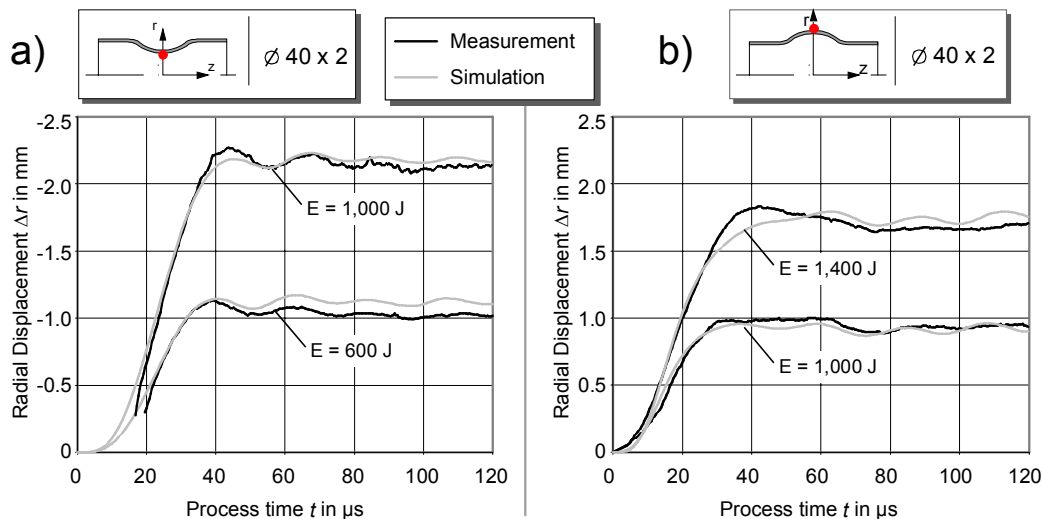 a)
r
z
Ø 40 x 2
Measurement
Simulation
b)
r
z
Ø 40 x 2
Radial Displacement Δr in mm
-2.5
-2.0
-1.5
-1.0
-0.5
0
E = 1,000 J
E = 600 J
0 20 40 60 80 100 120
Process time t in µs
Radial Displacement Δr in mm
2.5
2.0
1.5
1.0
0.5
0
E = 1,400 J
E = 1,000 J
0 20 40 60 80 100 120
Process time t in µs